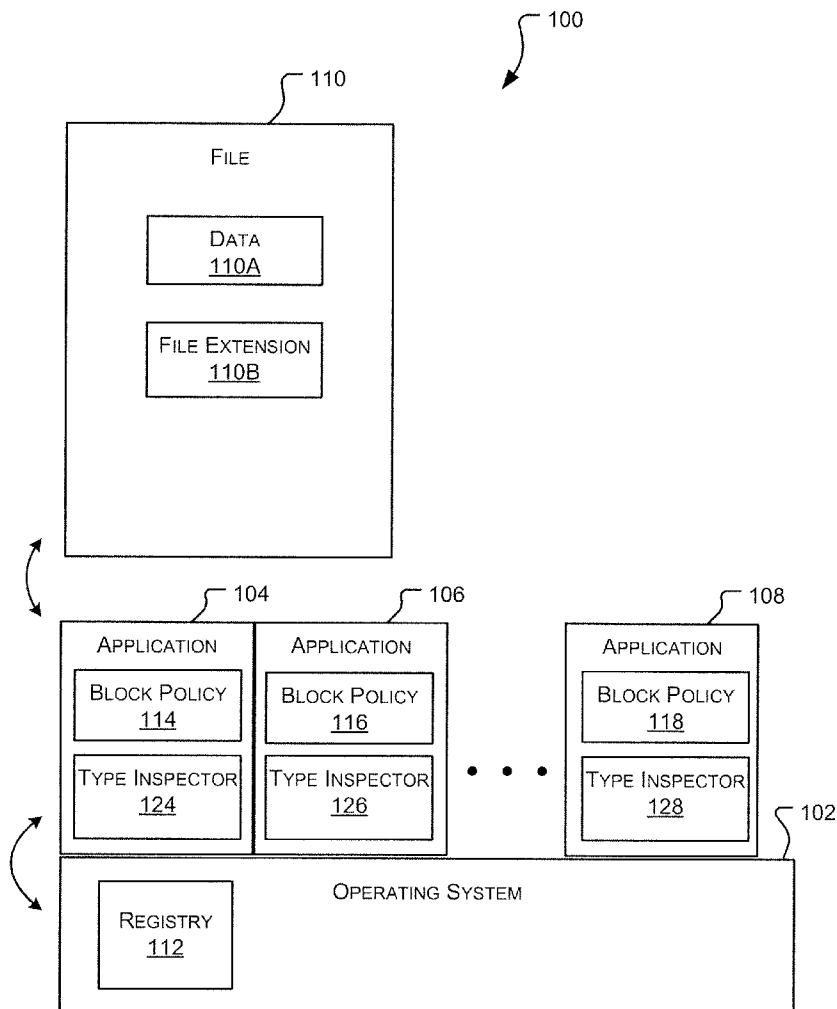 100
110
FILE
DATA
110A
FILE EXTENSION
110B
104
106
108
APPLICATION
APPLICATION
APPLICATION
BLOCK POLICY
114
BLOCK POLICY
116
BLOCK POLICY
118
TYPE INSPECTOR
124
TYPE INSPECTOR
126
TYPE INSPECTOR
128
102
OPERATING SYSTEM
REGISTRY
112